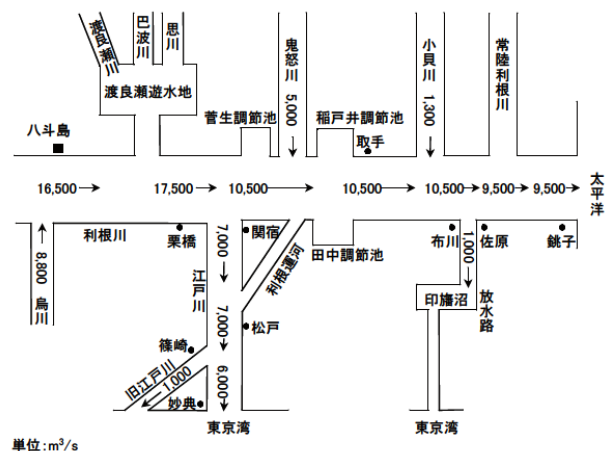 渡良瀬川
巴波川
思川
鬼怒川 5,000
小貝川 1,300
常陸利根川
渡良瀬遊水地
菅生調節池
稲戸井調節池
取手
八斗島
太平洋
16,500
17,500
10,500
10,500
10,500
9,500
9,500
利根川
栗橋
関宿
布川
佐原
銚子
8,800 烏川
7,000
利根運河
田中調節池
1,000
江戸川
印旛沼
放水路
7,000
松戸
篠崎
旧江戸川
1,000
6,000
妙典
東京湾
東京湾
単位:m³/s